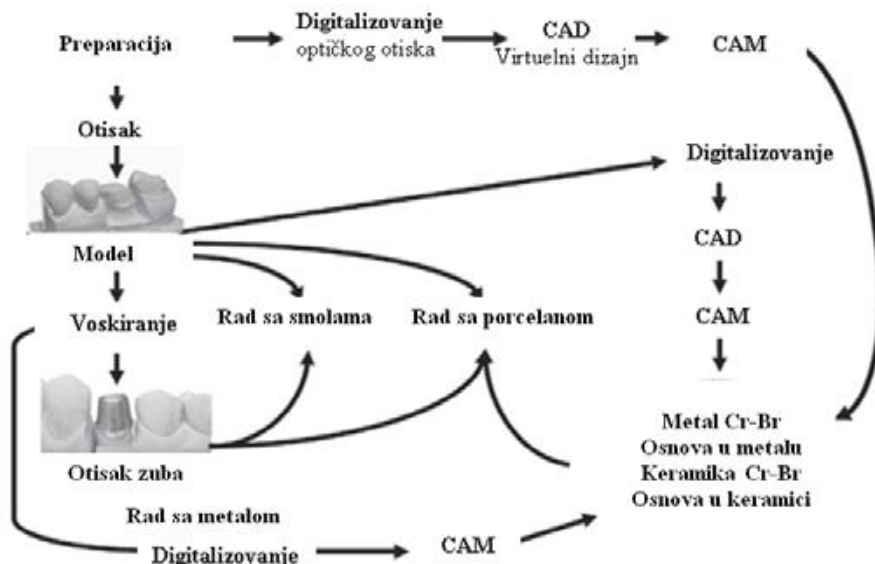 Preparacija
Digitalizovanje
optičkog otiska
CAD
Virtuelni dizajn
CAM
Otisak
Digitalizovanje
CAD
Model
Voskiranje
Rad sa smolama
Rad sa porcelanom
CAM
Metal Cr-Br
Osnova u metalu
Keramika Cr-Br
Osnova u keramici
Otisak zuba
Rad sa metalom
Digitalizovanje
CAM